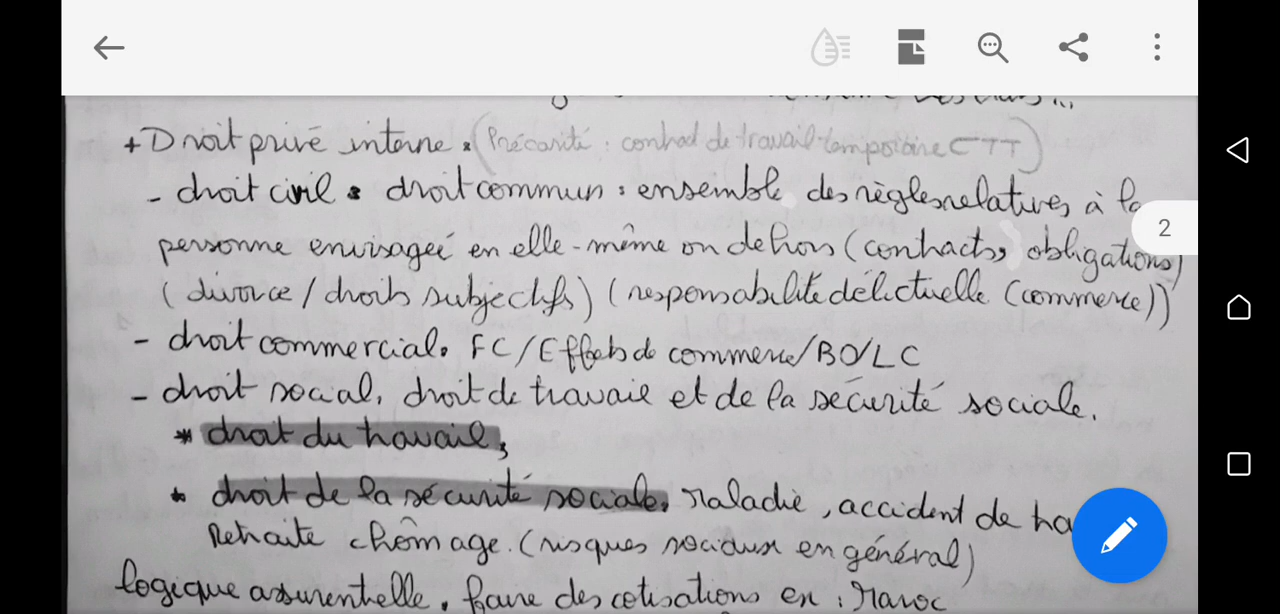 + Droit privé interne : (Précarité : contrat de travail temporaire CTT)
- droit civil : droit commun : ensemble des règles relatives à la
2
personne envisagée en elle-même on dehors (contracts, obligations)
(divorce / droits subjectifs) (responsabilité délictuelle (commerce))
- droit commercial. FC/Effets de commerce/BO/LC
- droit social, droit de travail et de la sécurité sociale.
* droit du travail,
* droit de la sécurité sociale. Maladie, accident de
Retraite chômage. (risques sociaux en général)
logique assurentielle, faire des cotisations en : Maroc